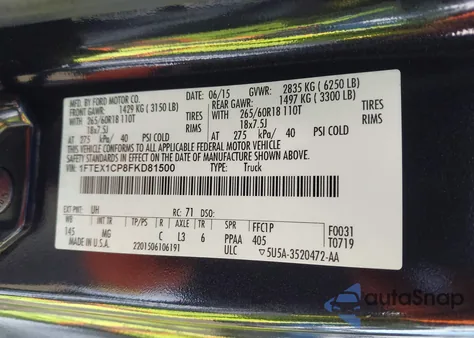 MFD. BY FORD MOTOR CO.
06/15 GVWR: 2835 KG ( 6250 LB)
FRONT GAWR: 1429 KG ( 3150 LB) REAR GAWR: 1497 KG ( 3300 LB)
265/60R18 110T TIRES 265/60R18 110T TIRES
18x7.5J RIMS 18x7.5J RIMS
AT 275 kPa/ 40 PSI COLD AT 275 kPa/ 40 PSI COLD
THIS VEHICLE CONFORMS TO ALL APPLICABLE FEDERAL MOTOR VEHICLE
SAFETY AND THEFT PREVENTION STANDARDS IN EFFECT ON THE DATE OF MANUFACTURE SHOWN ABOVE.
VIN: 1FTEX1CP8FKD81500 TYPE: Truck
EXT PNT: UH RC: 71 DSO:
WB INT TR TP/PS R AXLE TR SPR FFC1P F0031
145 MG C L3 6 PPAA 405 T0719
MADE IN U.S.A. 2201506106191 ULC 5U5A-3520472-AA
autoSnap